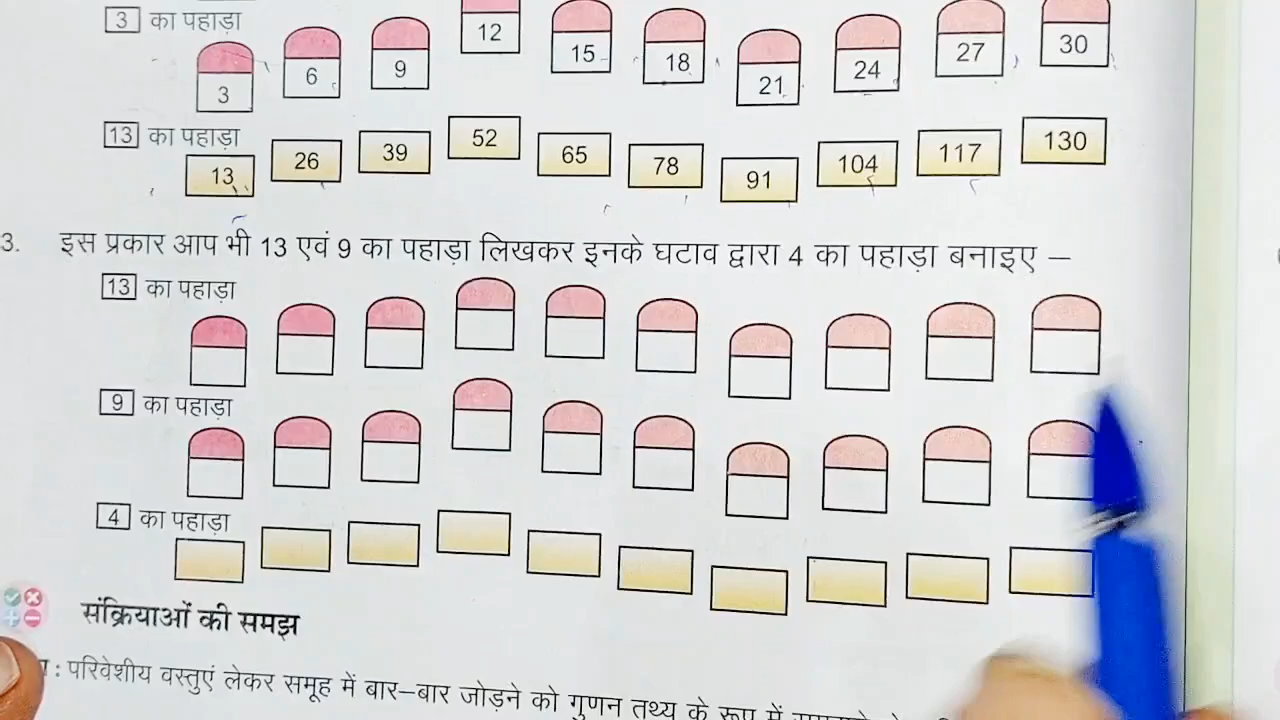 3 का पहाड़ा
3 6 9 12 15 18 21 24 27 30
13 का पहाड़ा
13 26 39 52 65 78 91 104 117 130
3. इस प्रकार आप भी 13 एवं 9 का पहाड़ा लिखकर इनके घटाव द्वारा 4 का पहाड़ा बनाइए –
13 का पहाड़ा
9 का पहाड़ा
4 का पहाड़ा
संक्रियाओं की समझ
: परिवेशीय वस्तुएं लेकर समूह में बार–बार जोड़ने को गुणन तथ्य के रूप में